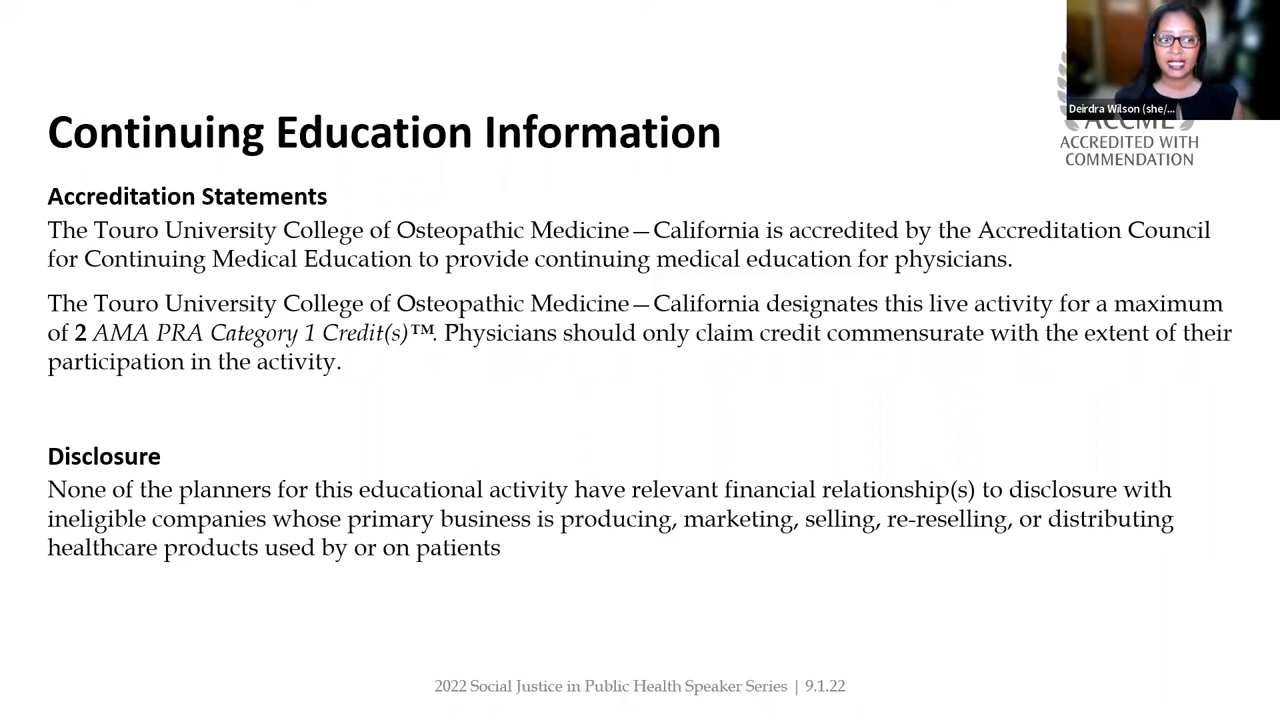 Continuing Education Information
Deirdra Wilson (she/...
ACCME
ACCREDITED WITH
COMMENDATION
Accreditation Statements
The Touro University College of Osteopathic Medicine—California is accredited by the Accreditation Council
for Continuing Medical Education to provide continuing medical education for physicians.
The Touro University College of Osteopathic Medicine—California designates this live activity for a maximum
of 2 AMA PRA Category 1 Credit(s)™. Physicians should only claim credit commensurate with the extent of their
participation in the activity.
Disclosure
None of the planners for this educational activity have relevant financial relationship(s) to disclosure with
ineligible companies whose primary business is producing, marketing, selling, re-reselling, or distributing
healthcare products used by or on patients
2022 Social Justice in Public Health Speaker Series | 9.1.22